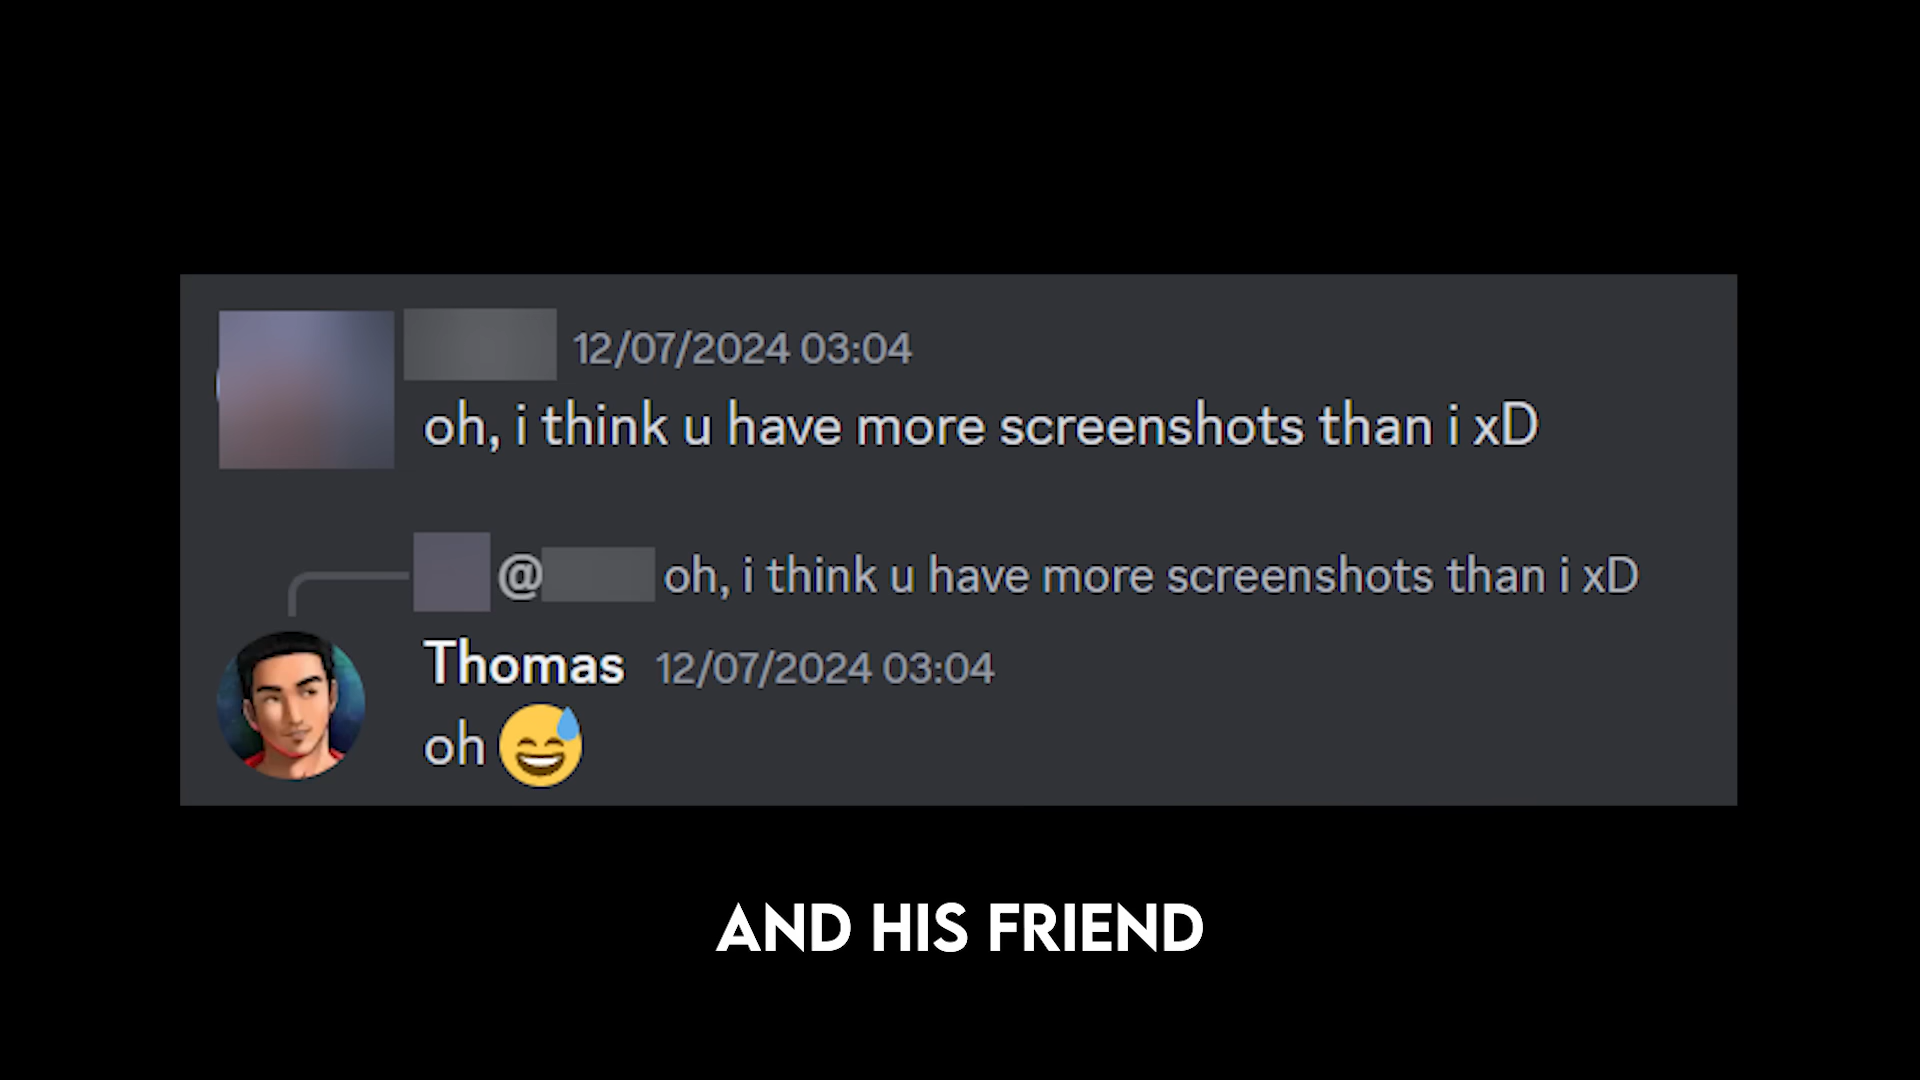 12/07/2024 03:04
oh, i think u have more screenshots than i xD
@ oh, i think u have more screenshots than i xD
Thomas 12/07/2024 03:04
oh 😅
AND HIS FRIEND